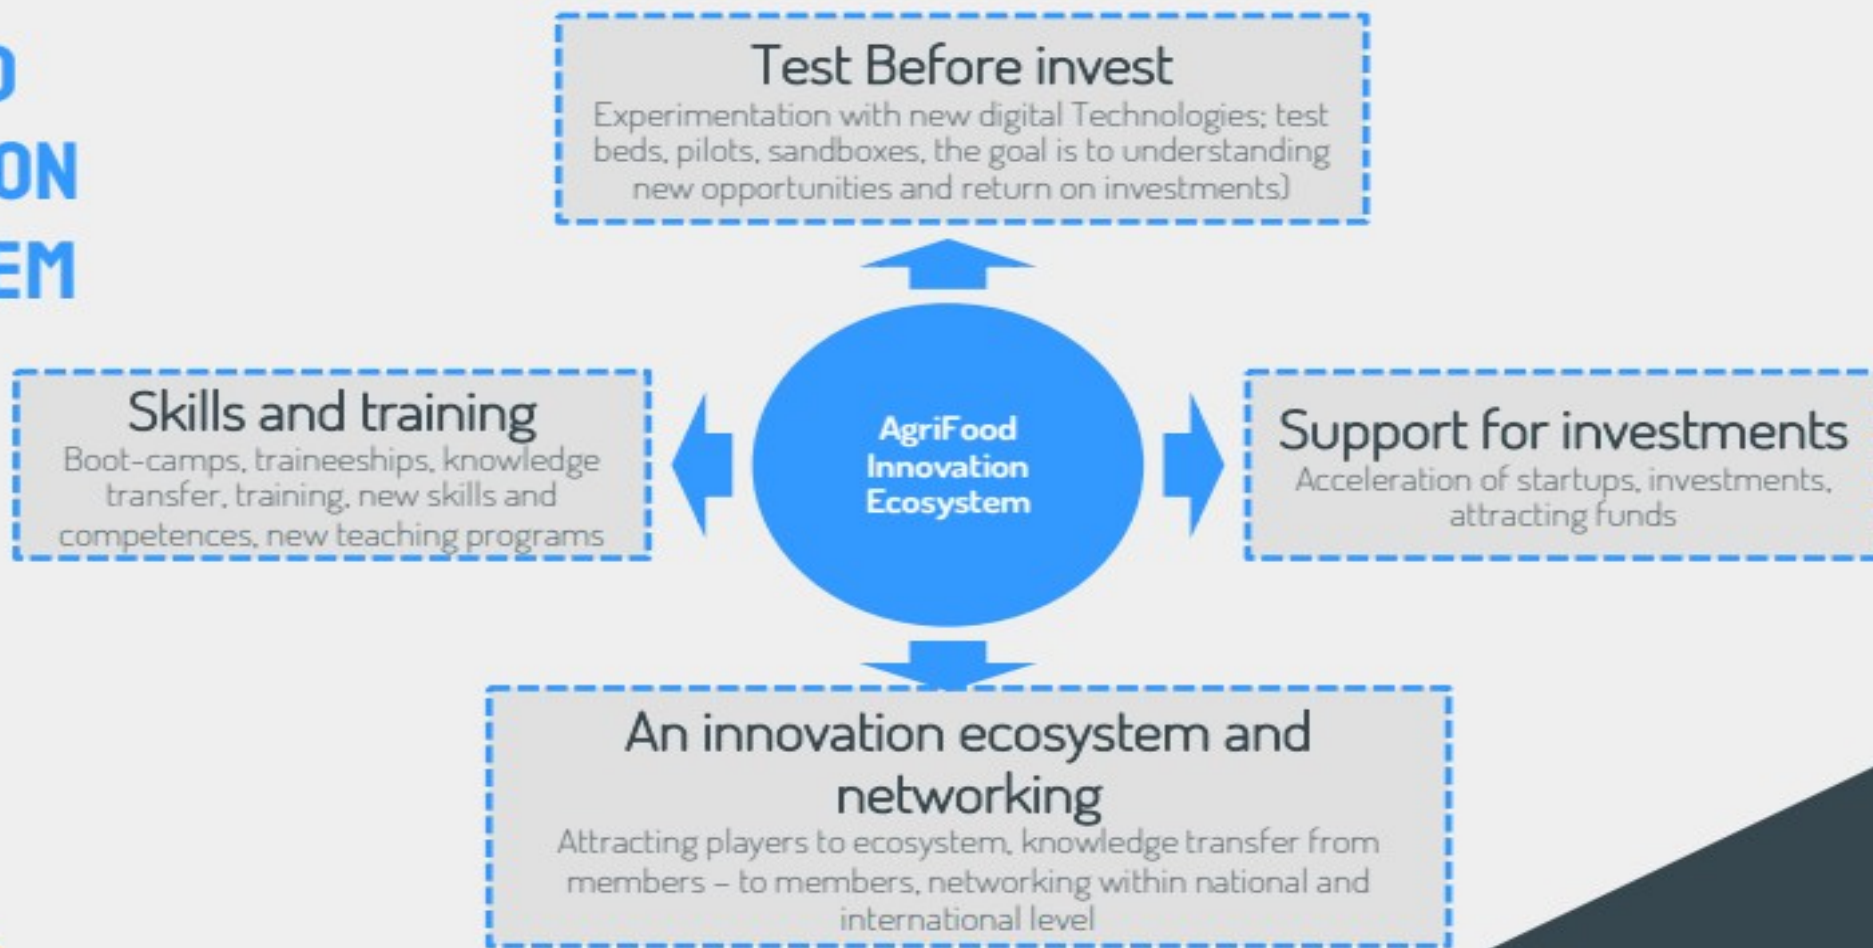 D
ON
EM
Test Before invest
Experimentation with new digital Technologies; test
beds, pilots, sandboxes, the goal is to understanding
new opportunities and return on investments)
Skills and training
Boot-camps, traineeships, knowledge
transfer, training, new skills and
competences, new teaching programs
AgriFood
Innovation
Ecosystem
Support for investments
Acceleration of startups, investments,
attracting funds
An innovation ecosystem and
networking
Attracting players to ecosystem, knowledge transfer from
members – to members, networking within national and
international level